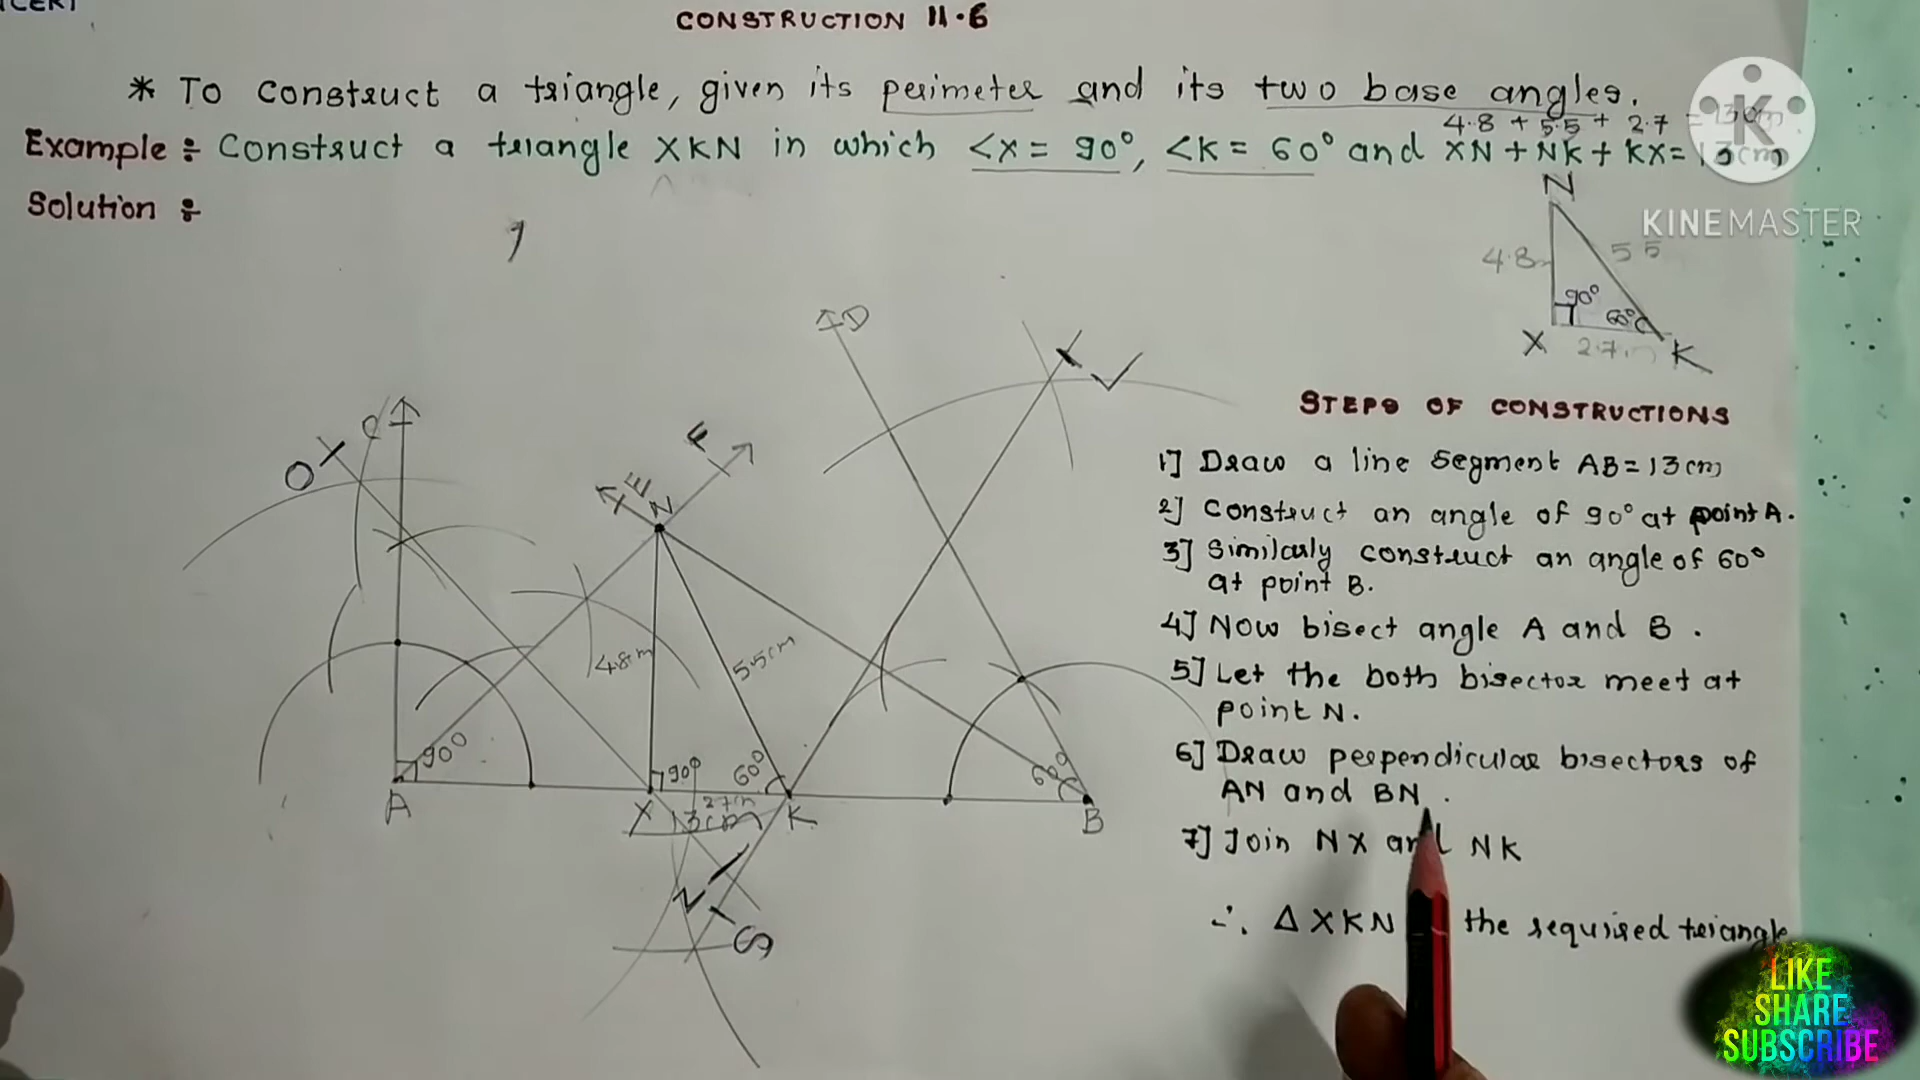 NCERT
CONSTRUCTION 11.6
* To construct a triangle, given its perimeter and its two base angles.
4.8 + 5.5 + 2.7 = 13cm
Example :- Construct a triangle XKN in which <X = 90°, <K = 60° and XN + NK + KX = 13cm
Solution :-
K
KINEMASTER
N
4.8
5.5
90°
60°
X
2.7
K
D
C
O
F
E
N
4.8cm
5.5cm
90°
90°
60°
60°
2.7cm
A
X
13cm
K
B
S
STEPS OF CONSTRUCTIONS
1] Draw a line segment AB = 13 cm
2] Construct an angle of 90° at point A.
3] Similarly construct an angle of 60°
at point B.
4] Now bisect angle A and B.
5] Let the both bisector meet at
point N.
6] Draw perpendicular bisectors of
AN and BN.
7] Join NX and NK
∴ Δ XKN the required triangle
LIKE
SHARE
SUBSCRIBE